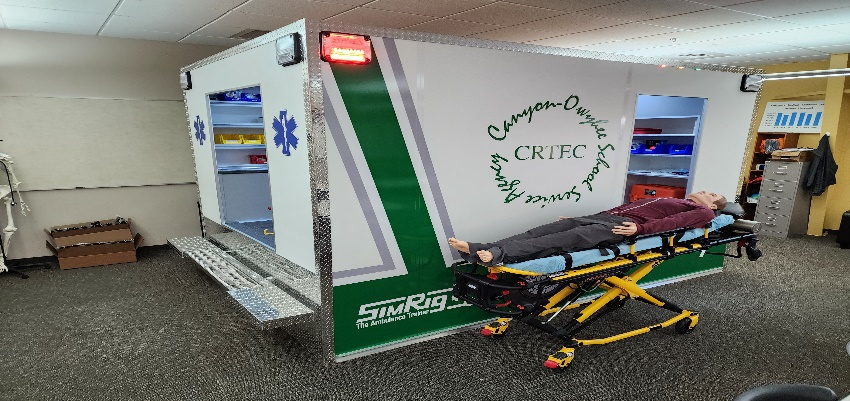 Canyon-Owyhee School Service Agency
CRTEC
SimRig
The Ambulance Trainer